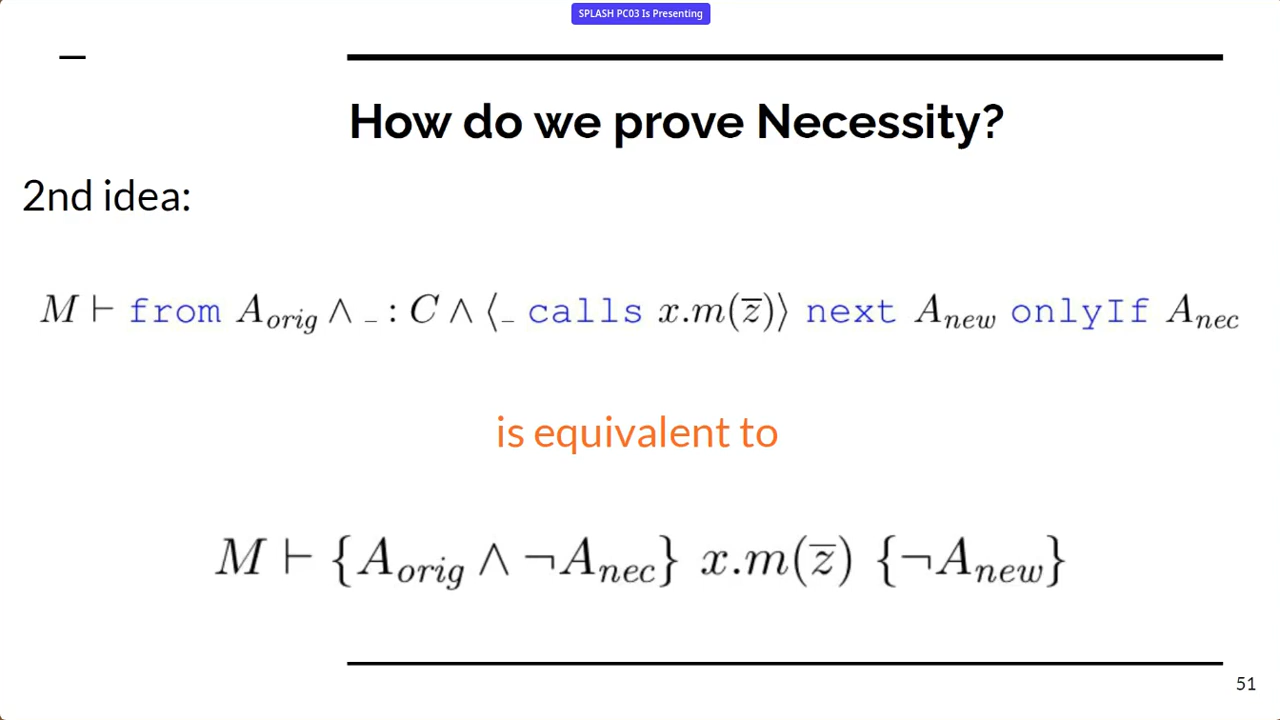 SPLASH PC03 Is Presenting
How do we prove Necessity?
2nd idea:
M ⊢ from A_orig ∧ _ : C ∧ ⟨_ calls x.m(z̅)⟩ next A_new onlyIf A_nec
is equivalent to
M ⊢ {A_orig ∧ ¬A_nec} x.m(z̅) {¬A_new}
51